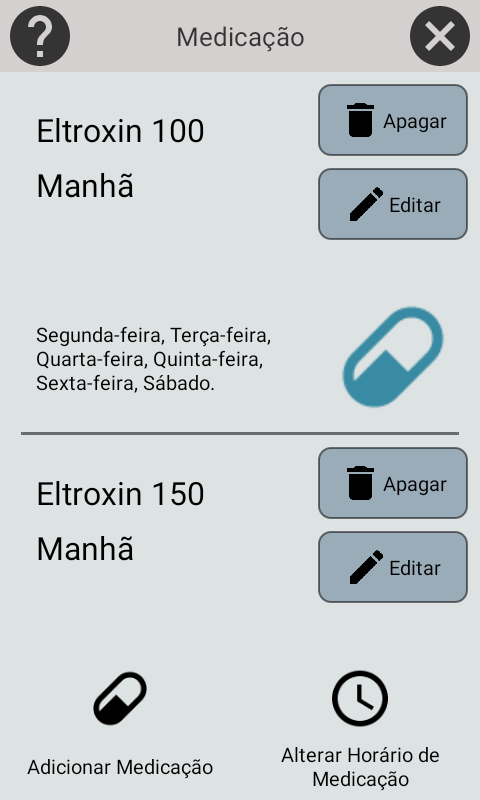 ?
Medicação
Eltroxin 100
Apagar
Manhã
Editar
Segunda-feira, Terça-feira,
Quarta-feira, Quinta-feira,
Sexta-feira, Sábado.
Eltroxin 150
Apagar
Manhã
Editar
Adicionar Medicação
Alterar Horário de
Medicação